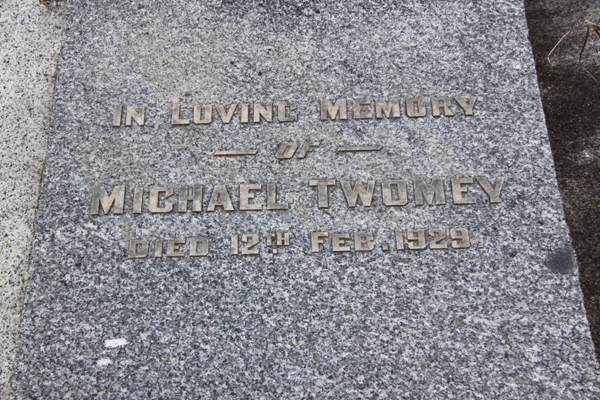 IN LOVING MEMORY
OF
MICHAEL TWOMEY
DIED 12TH FEB. 1929.